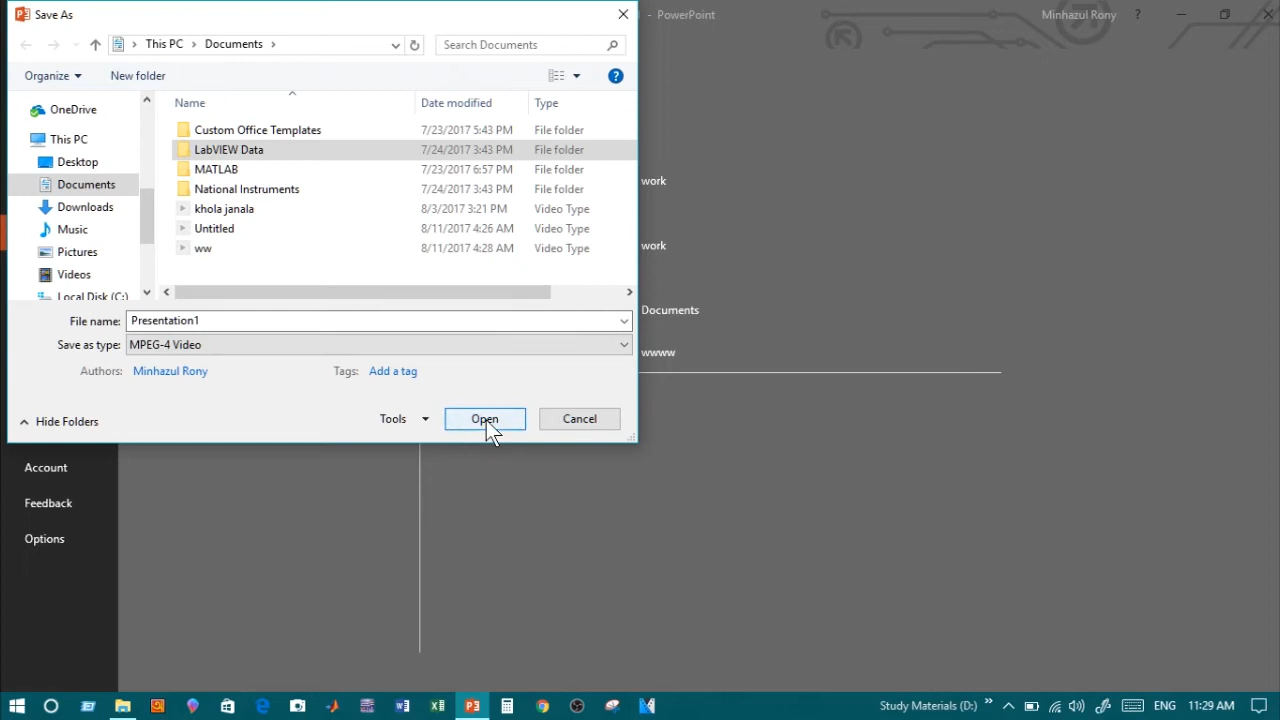 Save As
- PowerPoint
Minhazul Rony
?
This PC
Documents
Search Documents
Organize
New folder
?
Name
Date modified
Type
OneDrive
This PC
Desktop
Documents
Downloads
Music
Pictures
Videos
Local Disk (C:)
Custom Office Templates 7/23/2017 5:43 PM File folder
LabVIEW Data 7/24/2017 3:43 PM File folder
MATLAB 7/23/2017 6:57 PM File folder
National Instruments 7/24/2017 3:43 PM File folder
khola janala 8/3/2017 3:21 PM Video Type
Untitled 8/11/2017 4:26 AM Video Type
ww 8/11/2017 4:28 AM Video Type
File name: Presentation1
Save as type: MPEG-4 Video
Authors: Minhazul Rony
Tags: Add a tag
Hide Folders
Tools
Open
Cancel
work
work
Documents
wwww
Account
Feedback
Options
Study Materials (D:)
ENG
11:29 AM